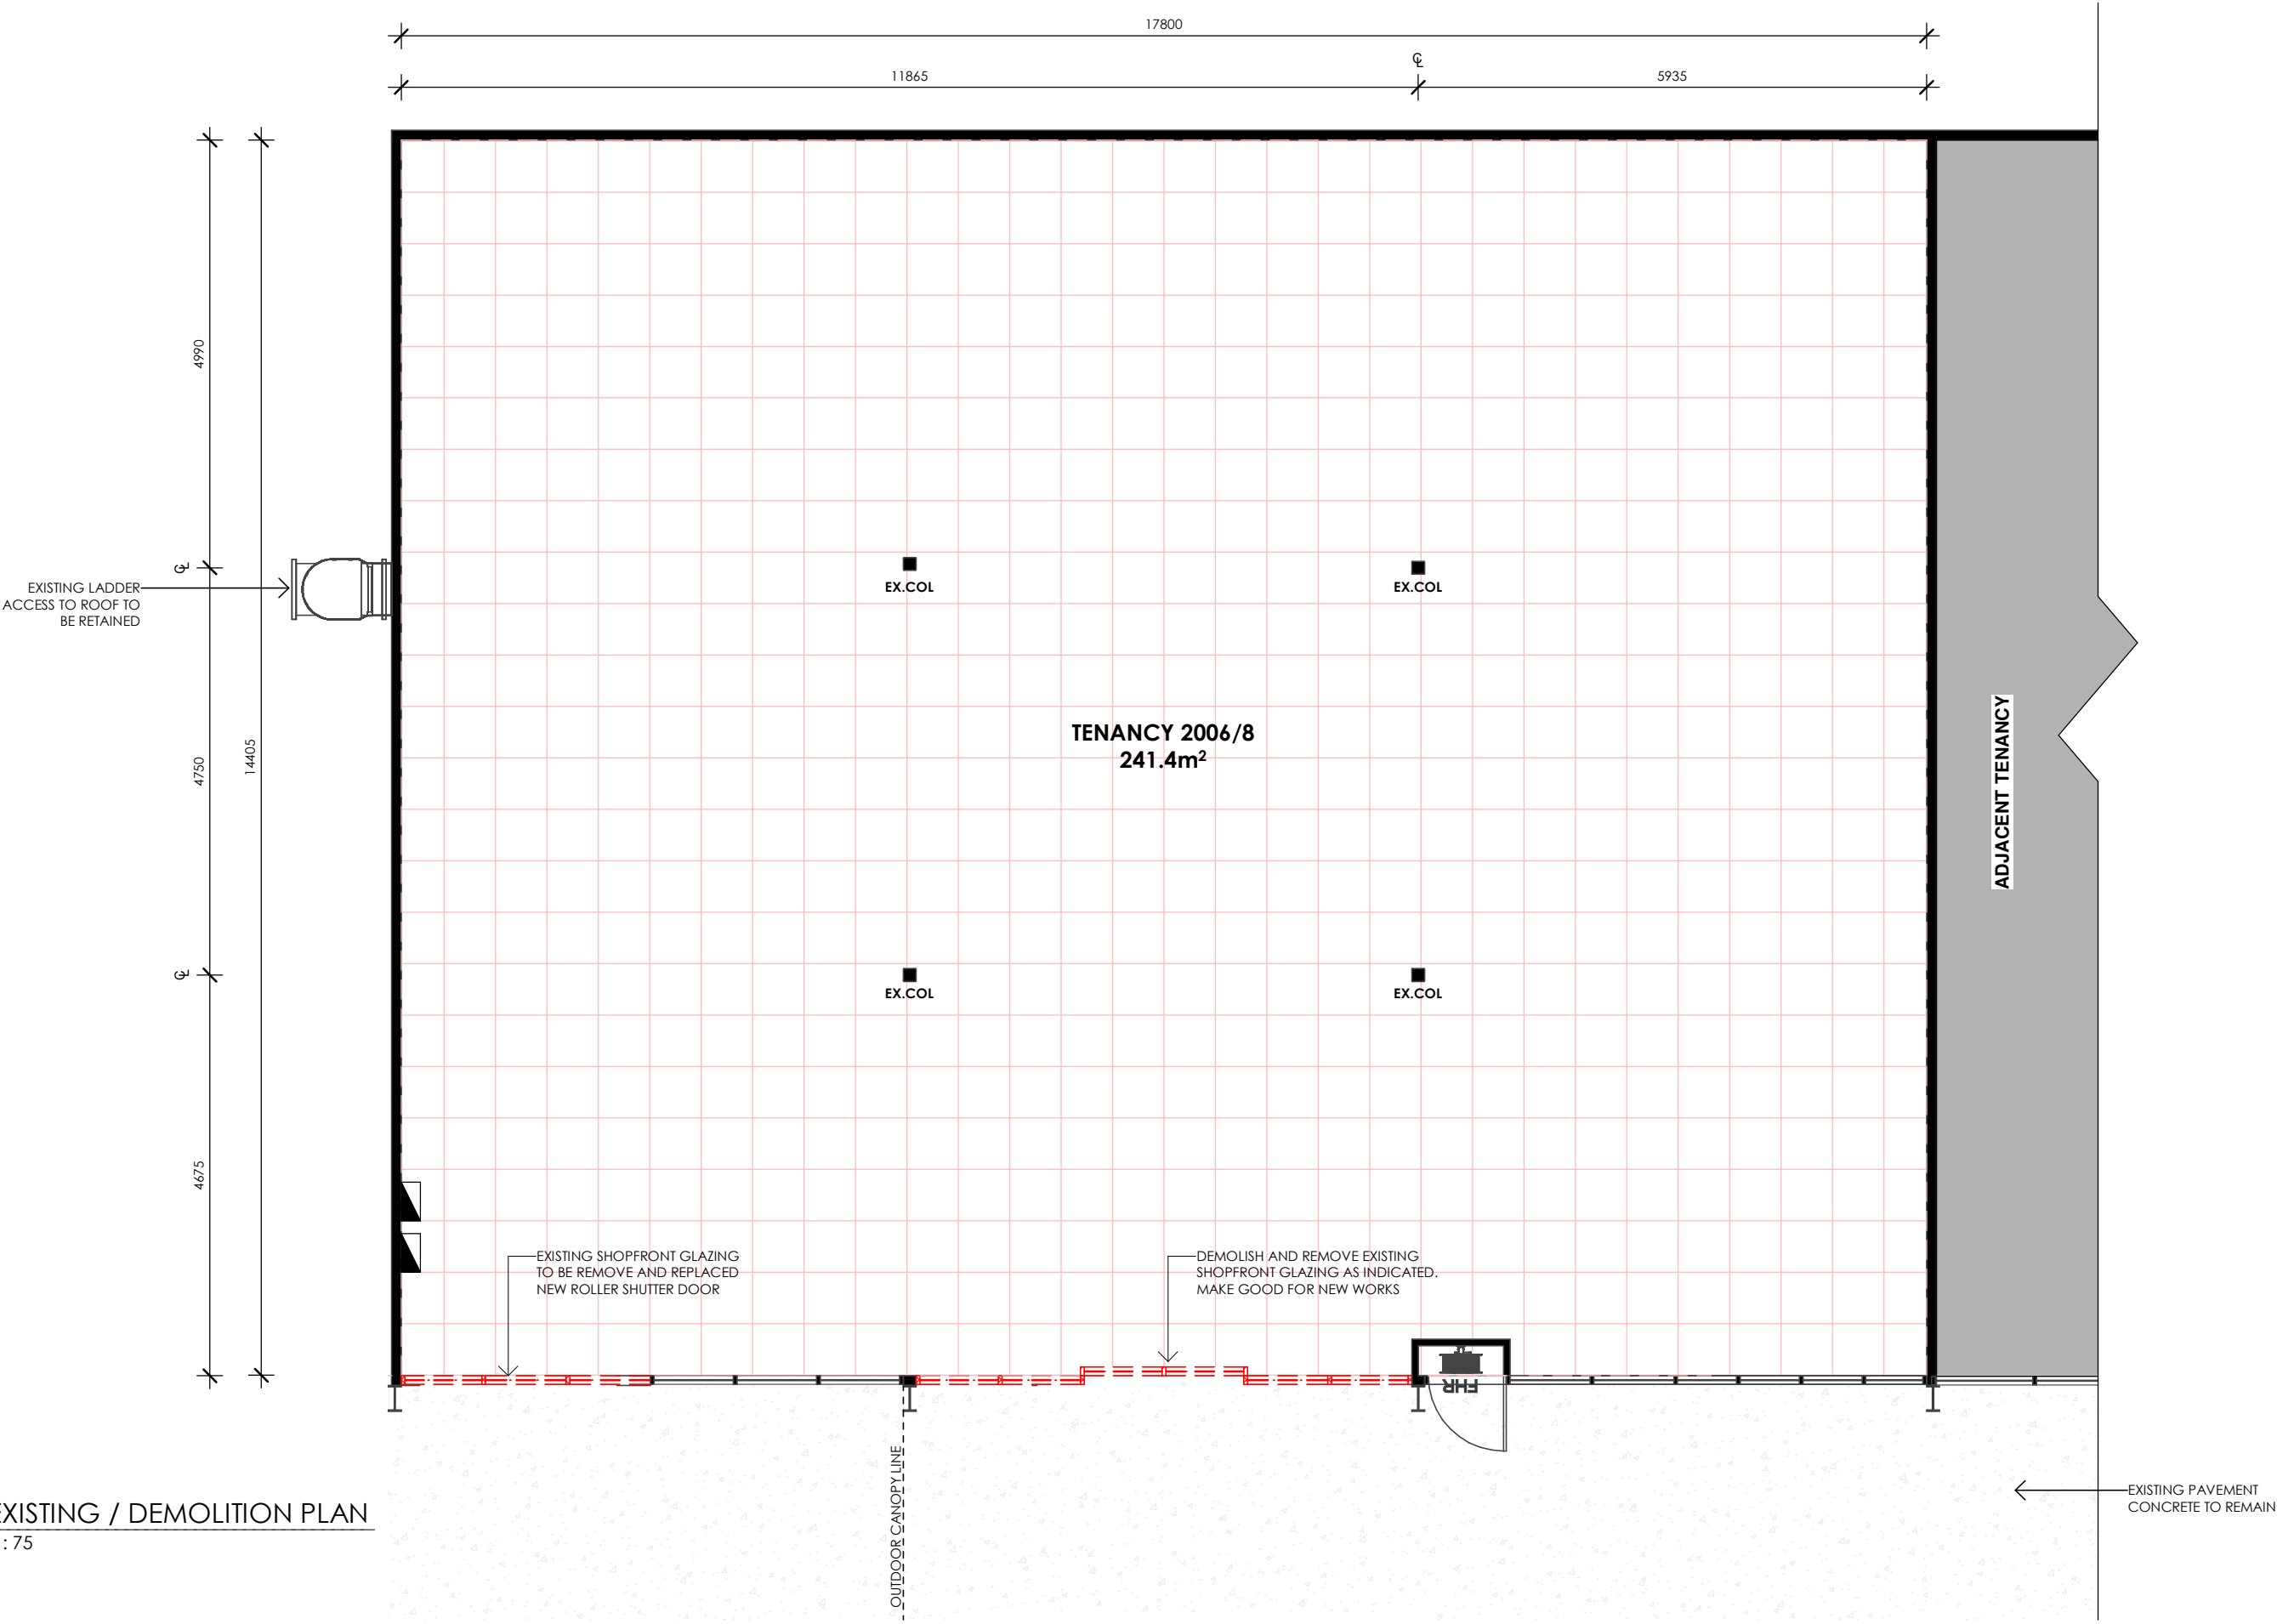 17800
℄
11865
5935
4990
℄
EXISTING LADDER
ACCESS TO ROOF TO
BE RETAINED
EX.COL
EX.COL
TENANCY 2006/8
241.4m²
ADJACENT TENANCY
4750
14405
℄
EX.COL
EX.COL
4675
EXISTING SHOPFRONT GLAZING
TO BE REMOVE AND REPLACED
NEW ROLLER SHUTTER DOOR
DEMOLISH AND REMOVE EXISTING
SHOPFRONT GLAZING AS INDICATED.
MAKE GOOD FOR NEW WORKS
FHR
OUTDOOR CANOPY LINE
EXISTING PAVEMENT
CONCRETE TO REMAIN
EXISTING / DEMOLITION PLAN
: 75